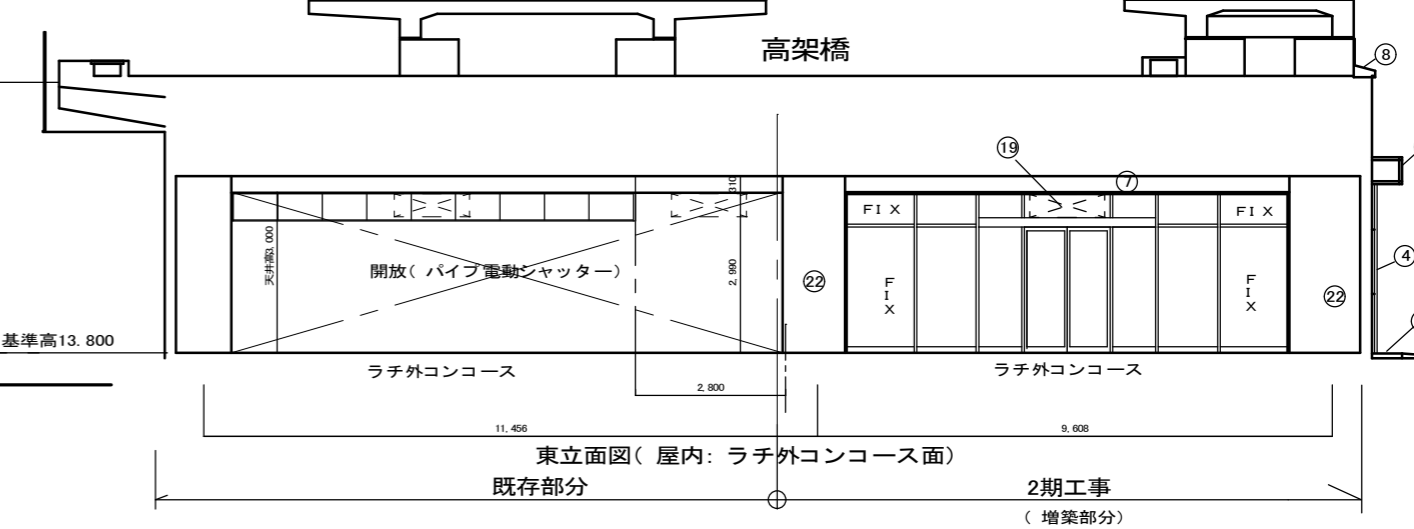 高架橋
⑧
⑲
⑦
310
FIX
FIX
天井高3,000
開放( パイプ電動シャッター)
2,990
㉒
FIX
FIX
㉒
④
基準高13.800
ラチ外コンコース
ラチ外コンコース
2,800
11,456
9,608
東立面図( 屋内: ラチ外コンコース面)
既存部分
2期工事
( 増築部分)